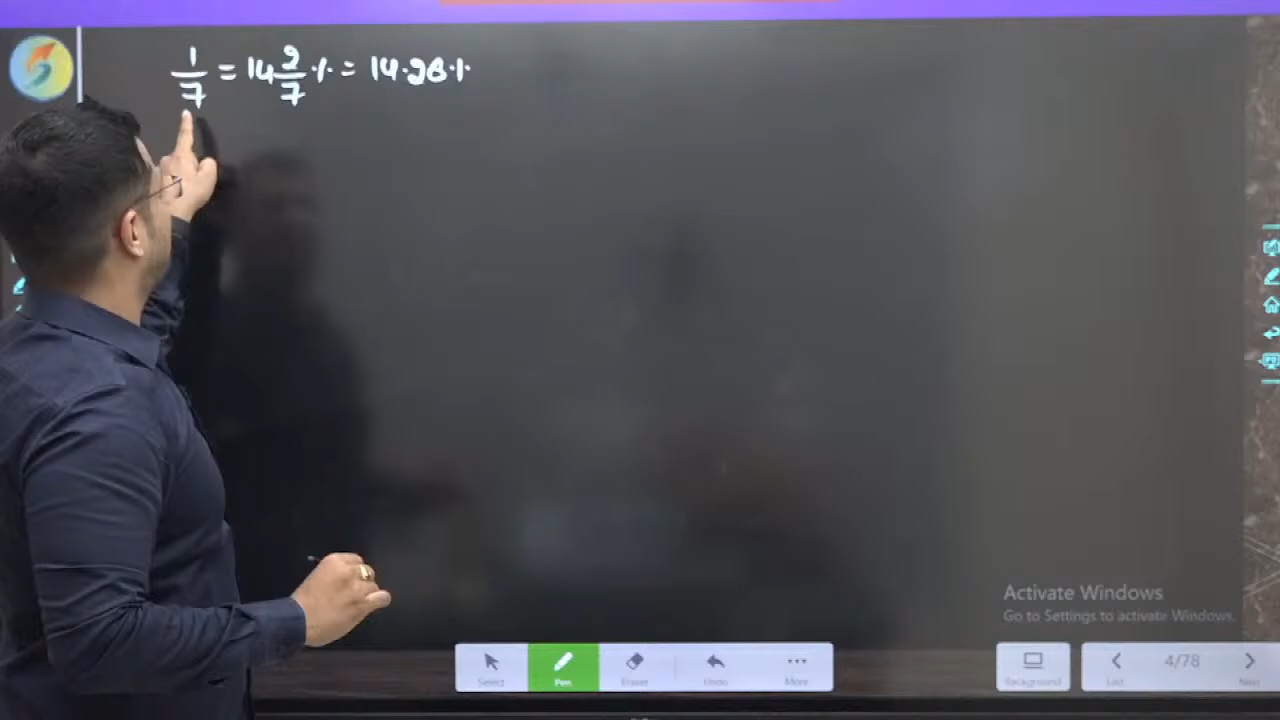 1/7 = 14 2/7 % = 14.28 %
Activate Windows
Go to Settings to activate Windows.
Select Pen Eraser Undo More Background Last 4/78 Next